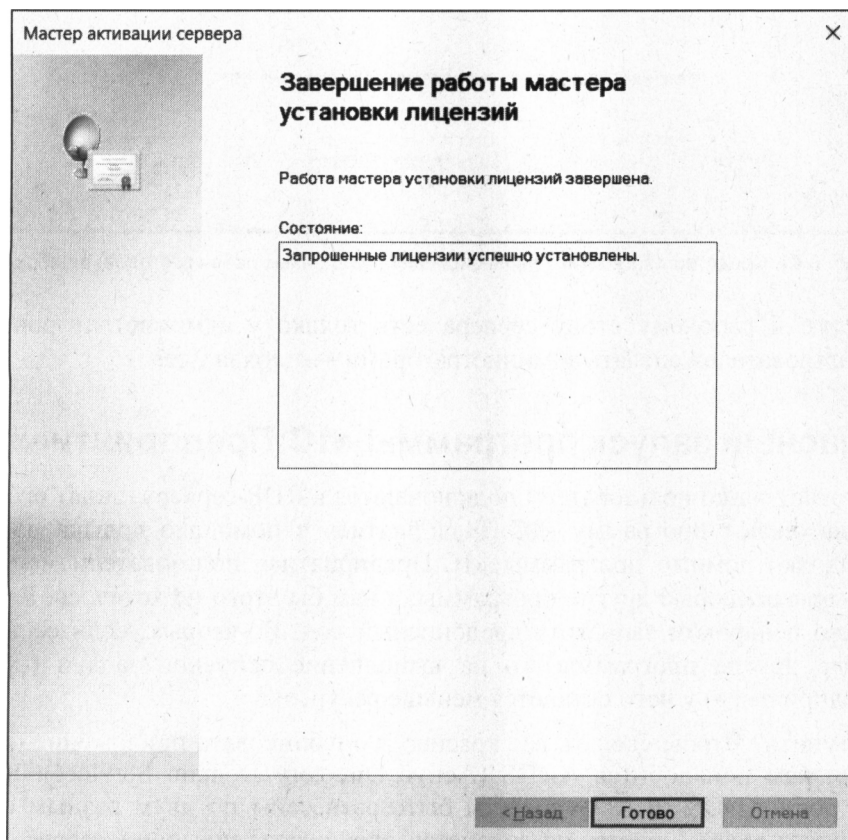 Мастер активации сервера
Завершение работы мастера
установки лицензий
Работа мастера установки лицензий завершена.
Состояние:
Запрошенные лицензии успешно установлены.
< Назад
Готово
Отмена